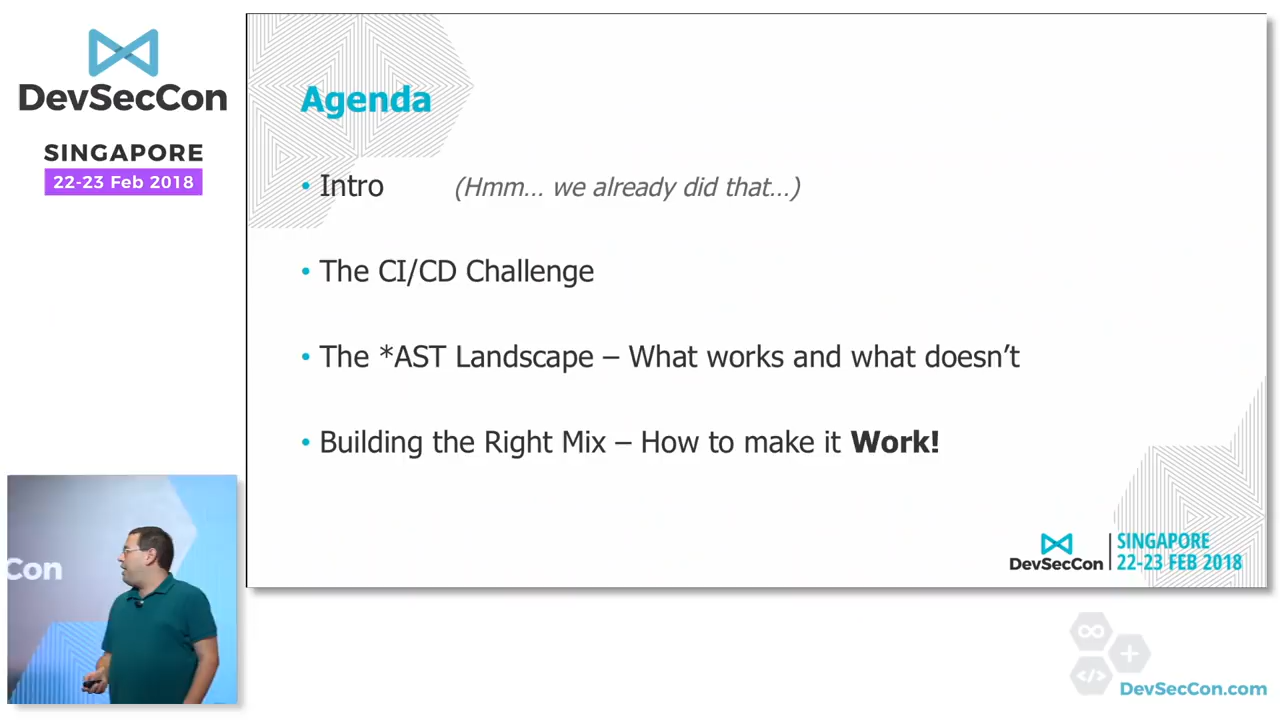 DevSecCon
SINGAPORE
22-23 Feb 2018
Agenda
• Intro (Hmm... we already did that...)
• The CI/CD Challenge
• The *AST Landscape – What works and what doesn't
• Building the Right Mix – How to make it Work!
DevSecCon
SINGAPORE
22-23 FEB 2018
Con
DevSecCon.com